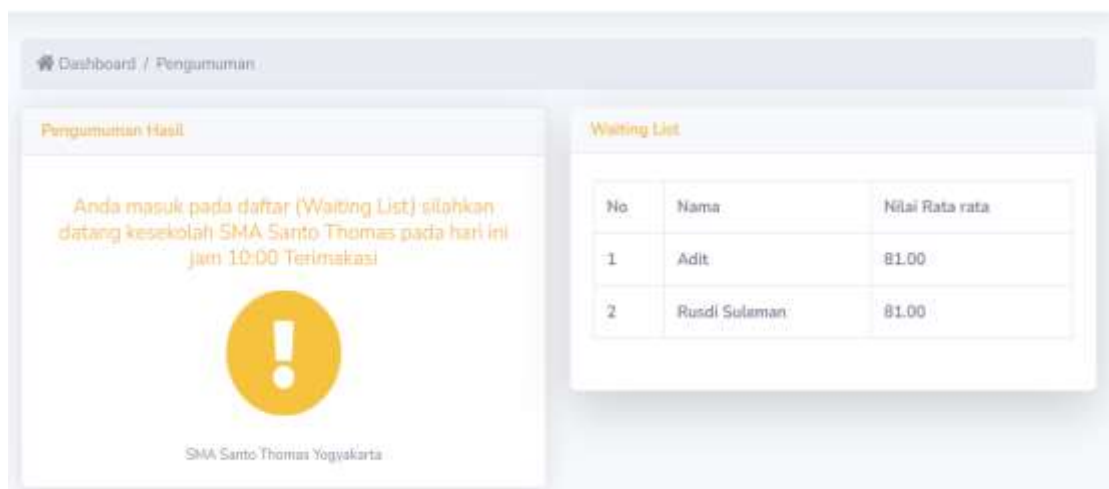 Dashboard / Pengumuman
Pengumuman Hasil
Anda masuk pada daftar (Waiting List) silahkan
datang kesekolah SMA Santo Thomas pada hari ini
jam 10:00 Terimakasi
SMA Santo Thomas Yogyakarta
Waiting List
No Nama Nilai Rata rata
1 Adit 81.00
2 Rusdi Sulaman 81.00